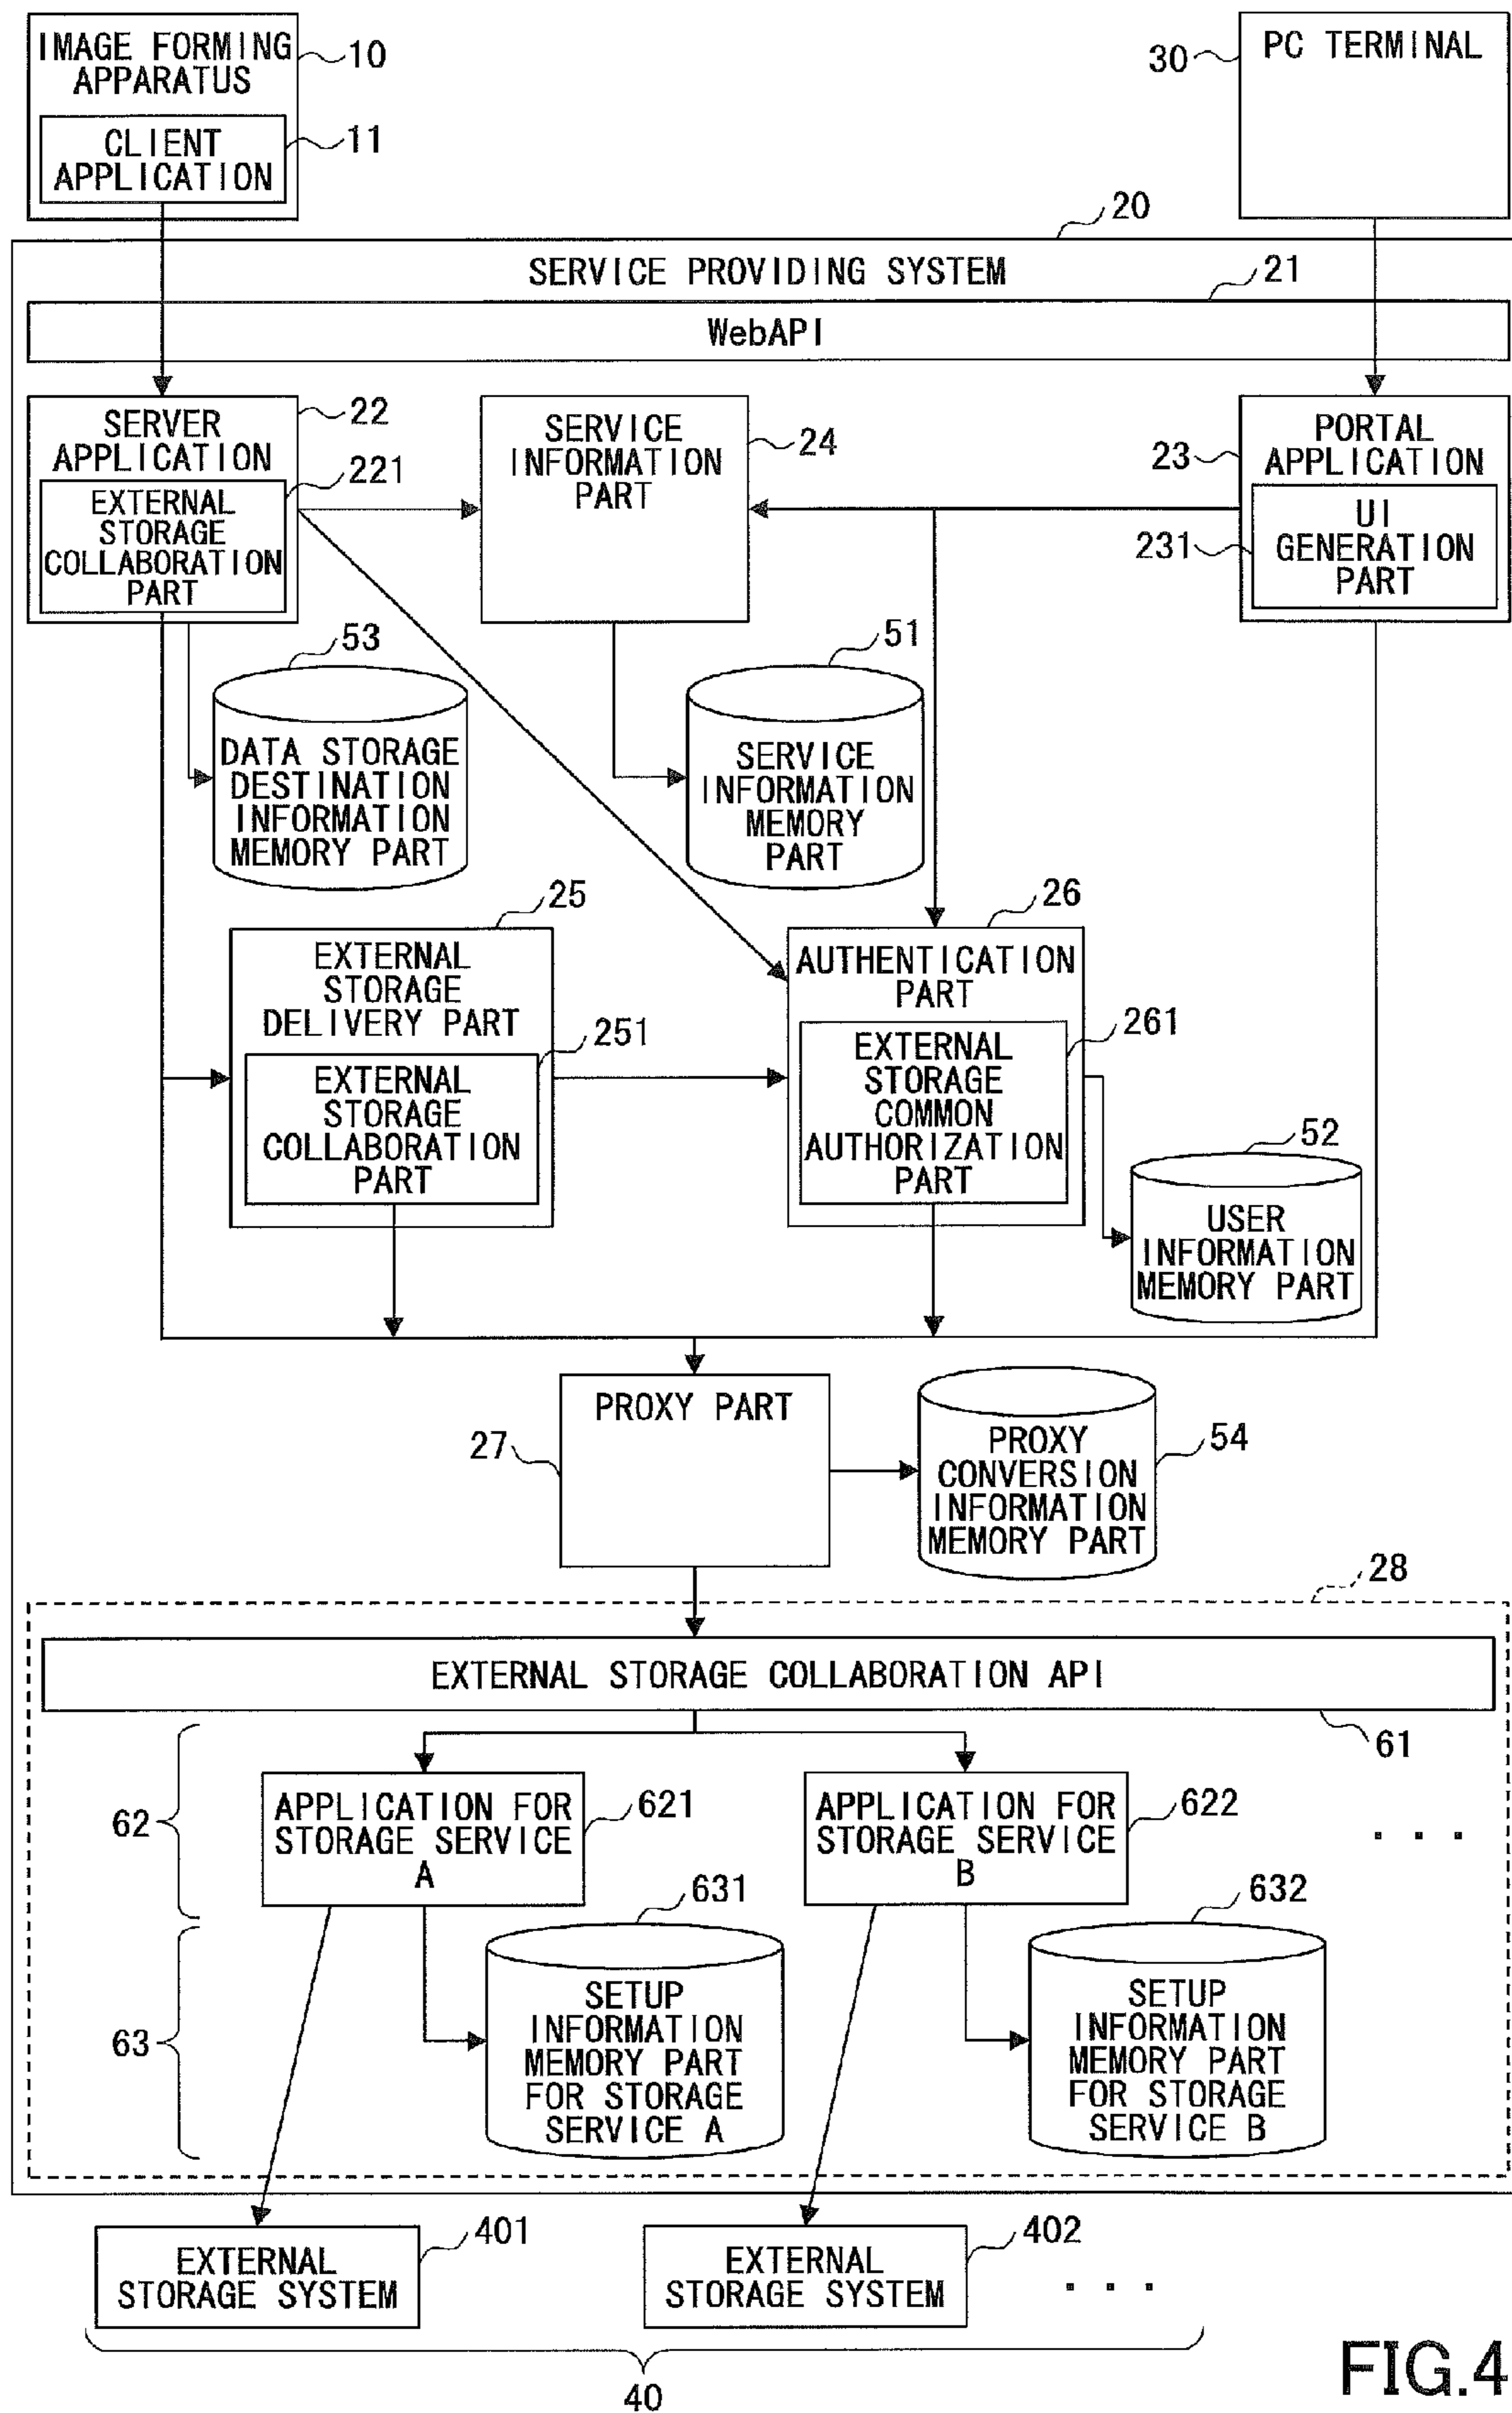 IMAGE FORMING
APPARATUS
10
CLIENT
APPLICATION
11
PC TERMINAL
30
20
SERVICE PROVIDING SYSTEM
21
WebAPI
SERVER
APPLICATION
22
EXTERNAL
STORAGE
COLLABORATION
PART
221
SERVICE
INFORMATION
PART
24
PORTAL
APPLICATION
23
UI
GENERATION
PART
231
53
DATA STORAGE
DESTINATION
INFORMATION
MEMORY PART
51
SERVICE
INFORMATION
MEMORY
PART
25
EXTERNAL
STORAGE
DELIVERY PART
251
EXTERNAL
STORAGE
COLLABORATION
PART
26
AUTHENTICATION
PART
261
EXTERNAL
STORAGE
COMMON
AUTHORIZATION
PART
52
USER
INFORMATION
MEMORY PART
PROXY PART
27
PROXY
CONVERSION
INFORMATION
MEMORY PART
54
28
EXTERNAL STORAGE COLLABORATION API
61
62
APPLICATION FOR
STORAGE SERVICE
A
621
APPLICATION FOR
STORAGE SERVICE
B
622
. . .
63
631
SETUP
INFORMATION
MEMORY PART
FOR STORAGE
SERVICE A
632
SETUP
INFORMATION
MEMORY PART
FOR STORAGE
SERVICE B
401
EXTERNAL
STORAGE SYSTEM
402
EXTERNAL
STORAGE SYSTEM
. . .
40
FIG.4